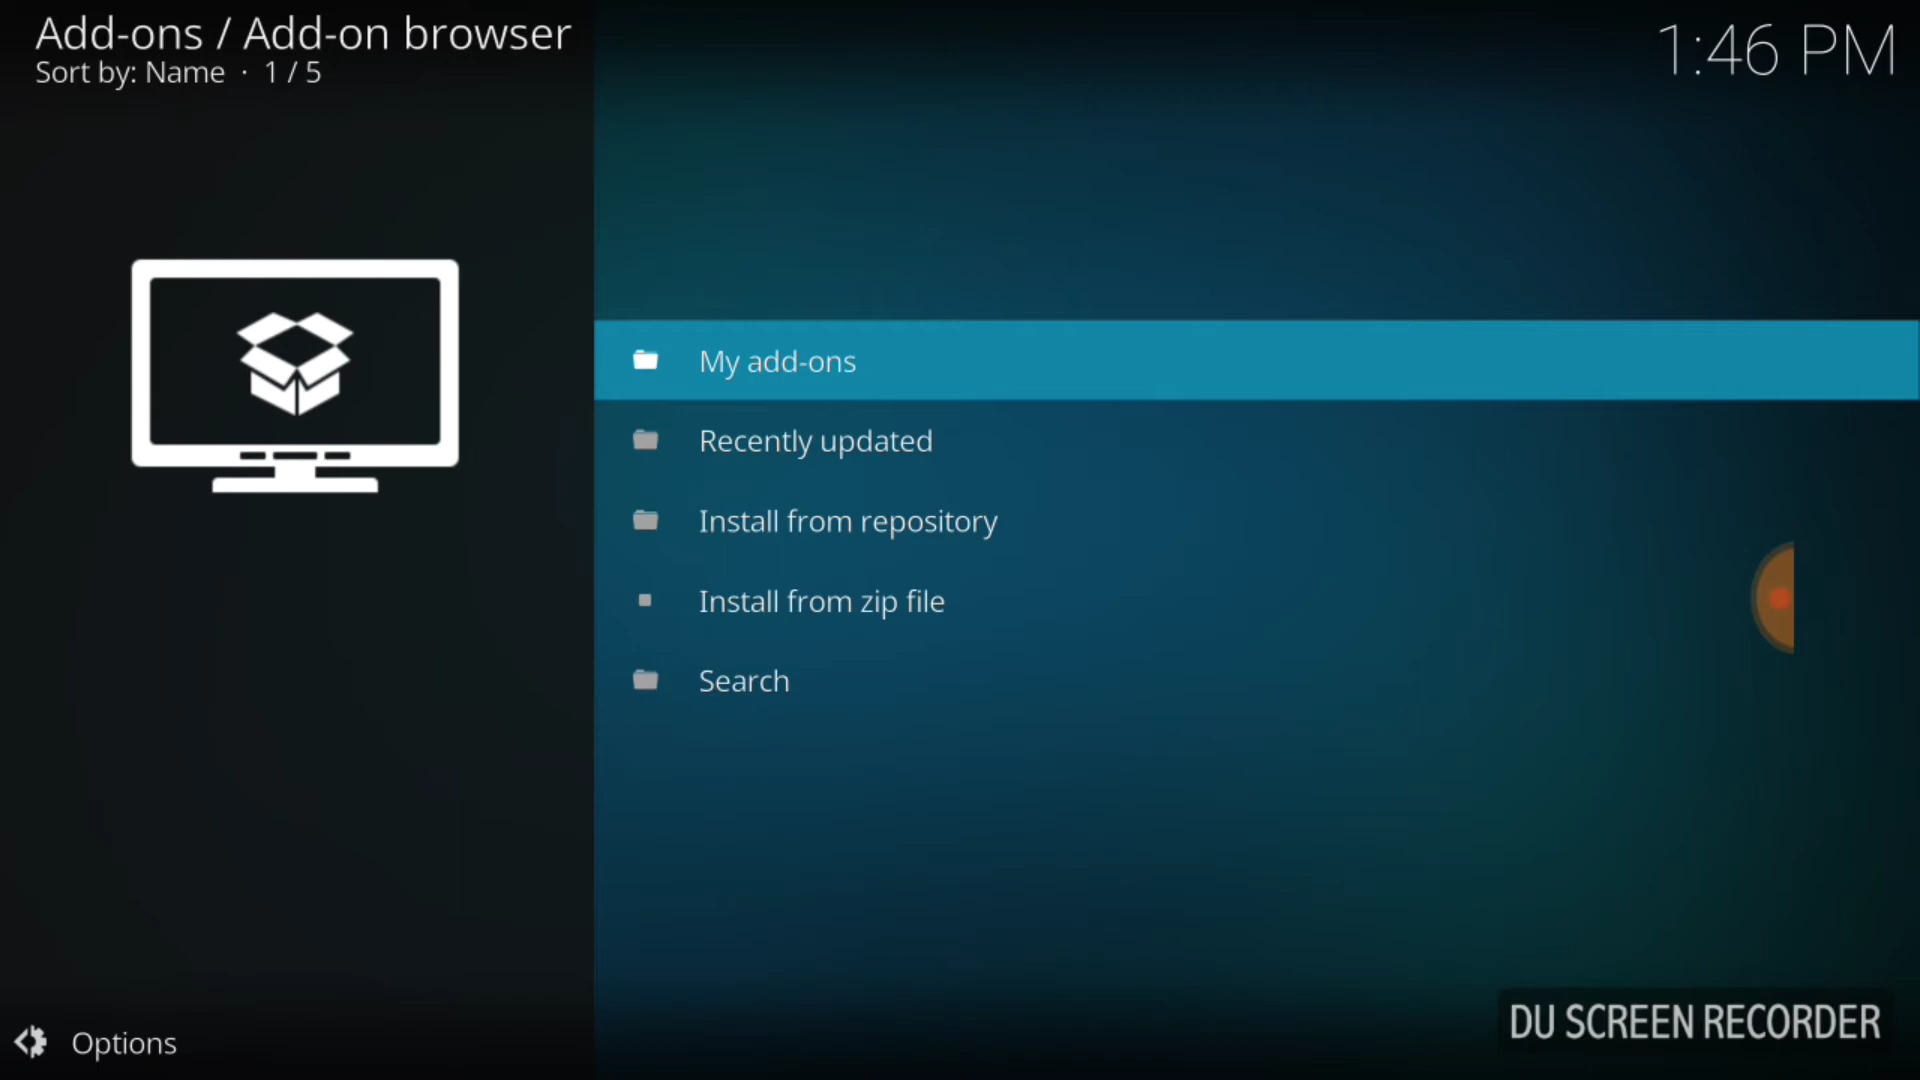 Add-ons / Add-on browser
Sort by: Name · 1 / 5
1:46 PM
My add-ons
Recently updated
Install from repository
Install from zip file
Search
Options
DU SCREEN RECORDER